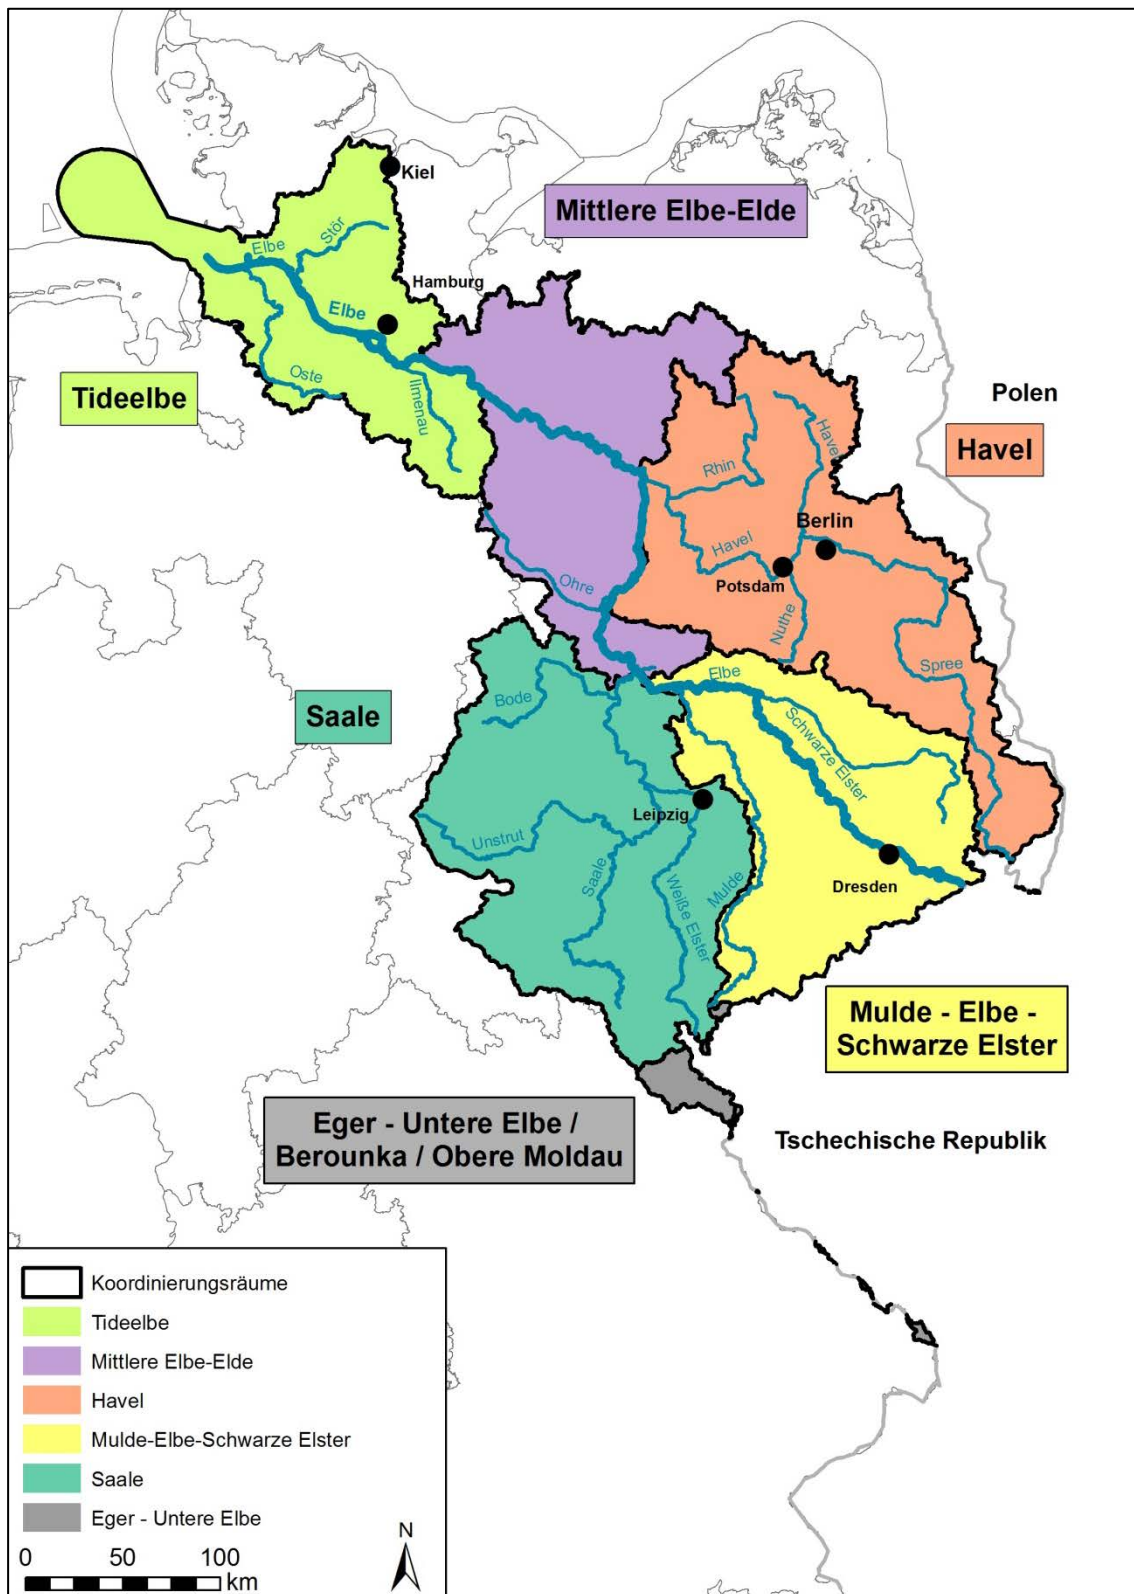 Kiel
Mittlere Elbe-Elde
Elbe
Stör
Hamburg
Elbe
Tideelbe
Oste
Ilmenau
Polen
Havel
Havel
Rhin
Berlin
Havel
Potsdam
Ohre
Nuthe
Spree
Elbe
Saale
Bode
Schwarze Elster
Leipzig
Unstrut
Saale
Weiße Elster
Mulde
Dresden
Mulde - Elbe -
Schwarze Elster
Eger - Untere Elbe /
Berounka / Obere Moldau
Tschechische Republik
Koordinierungsräume
Tideelbe
Mittlere Elbe-Elde
Havel
Mulde-Elbe-Schwarze Elster
Saale
Eger - Untere Elbe
N
0 50 100
km